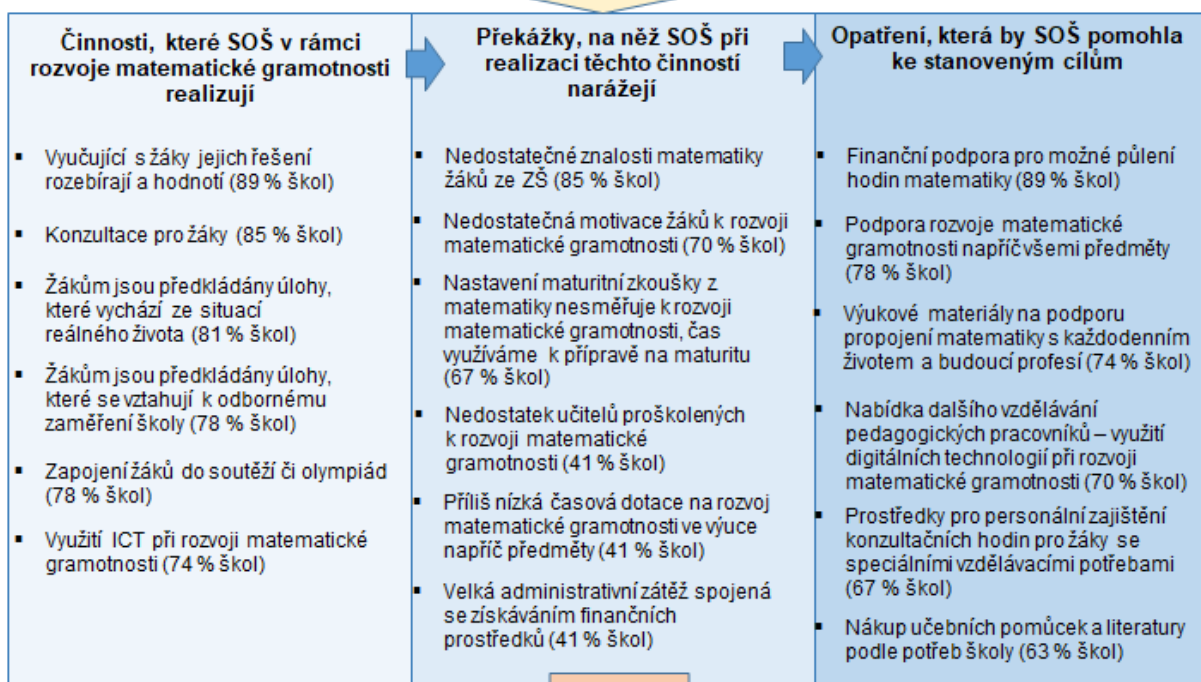 Činnosti, které SOŠ v rámci
rozvoje matematické gramotnosti
realizují
▪ Vyučující s žáky jejich řešení
rozebírají a hodnotí (89 % škol)
▪ Konzultace pro žáky (85 % škol)
▪ Žákům jsou předkládány úlohy,
které vychází ze situací
reálného života (81 % škol)
▪ Žákům jsou předkládány úlohy,
které se vztahují k odbornému
zaměření školy (78 % škol)
▪ Zapojení žáků do soutěží či olympiád
(78 % škol)
▪ Využití ICT při rozvoji matematické
gramotnosti (74 % škol)
Překážky, na něž SOŠ při
realizaci těchto činností
narážejí
▪ Nedostatečné znalosti matematiky
žáků ze ZŠ (85 % škol)
▪ Nedostatečná motivace žáků k rozvoji
matematické gramotnosti (70 % škol)
▪ Nastavení maturitní zkoušky z
matematiky nesměřuje k rozvoji
matematické gramotnosti, čas
využíváme k přípravě na maturitu
(67 % škol)
▪ Nedostatek učitelů proškolených
k rozvoji matematické
gramotnosti (41 % škol)
▪ Příliš nízká časová dotace na rozvoj
matematické gramotnosti ve výuce
napříč předměty (41 % škol)
▪ Velká administrativní zátěž spojená
se získáváním finančních
prostředků (41 % škol)
Opatření, která by SOŠ pomohla
ke stanoveným cílům
▪ Finanční podpora pro možné půlení
hodin matematiky (89 % škol)
▪ Podpora rozvoje matematické
gramotnosti napříč všemi předměty
(78 % škol)
▪ Výukové materiály na podporu
propojení matematiky s každodenním
životem a budoucí profesí (74 % škol)
▪ Nabídka dalšího vzdělávání
pedagogických pracovníků – využití
digitálních technologií při rozvoji
matematické gramotnosti (70 % škol)
▪ Prostředky pro personální zajištění
konzultačních hodin pro žáky se
speciálními vzdělávacími potřebami
(67 % škol)
▪ Nákup učebních pomůcek a literatury
podle potřeb školy (63 % škol)